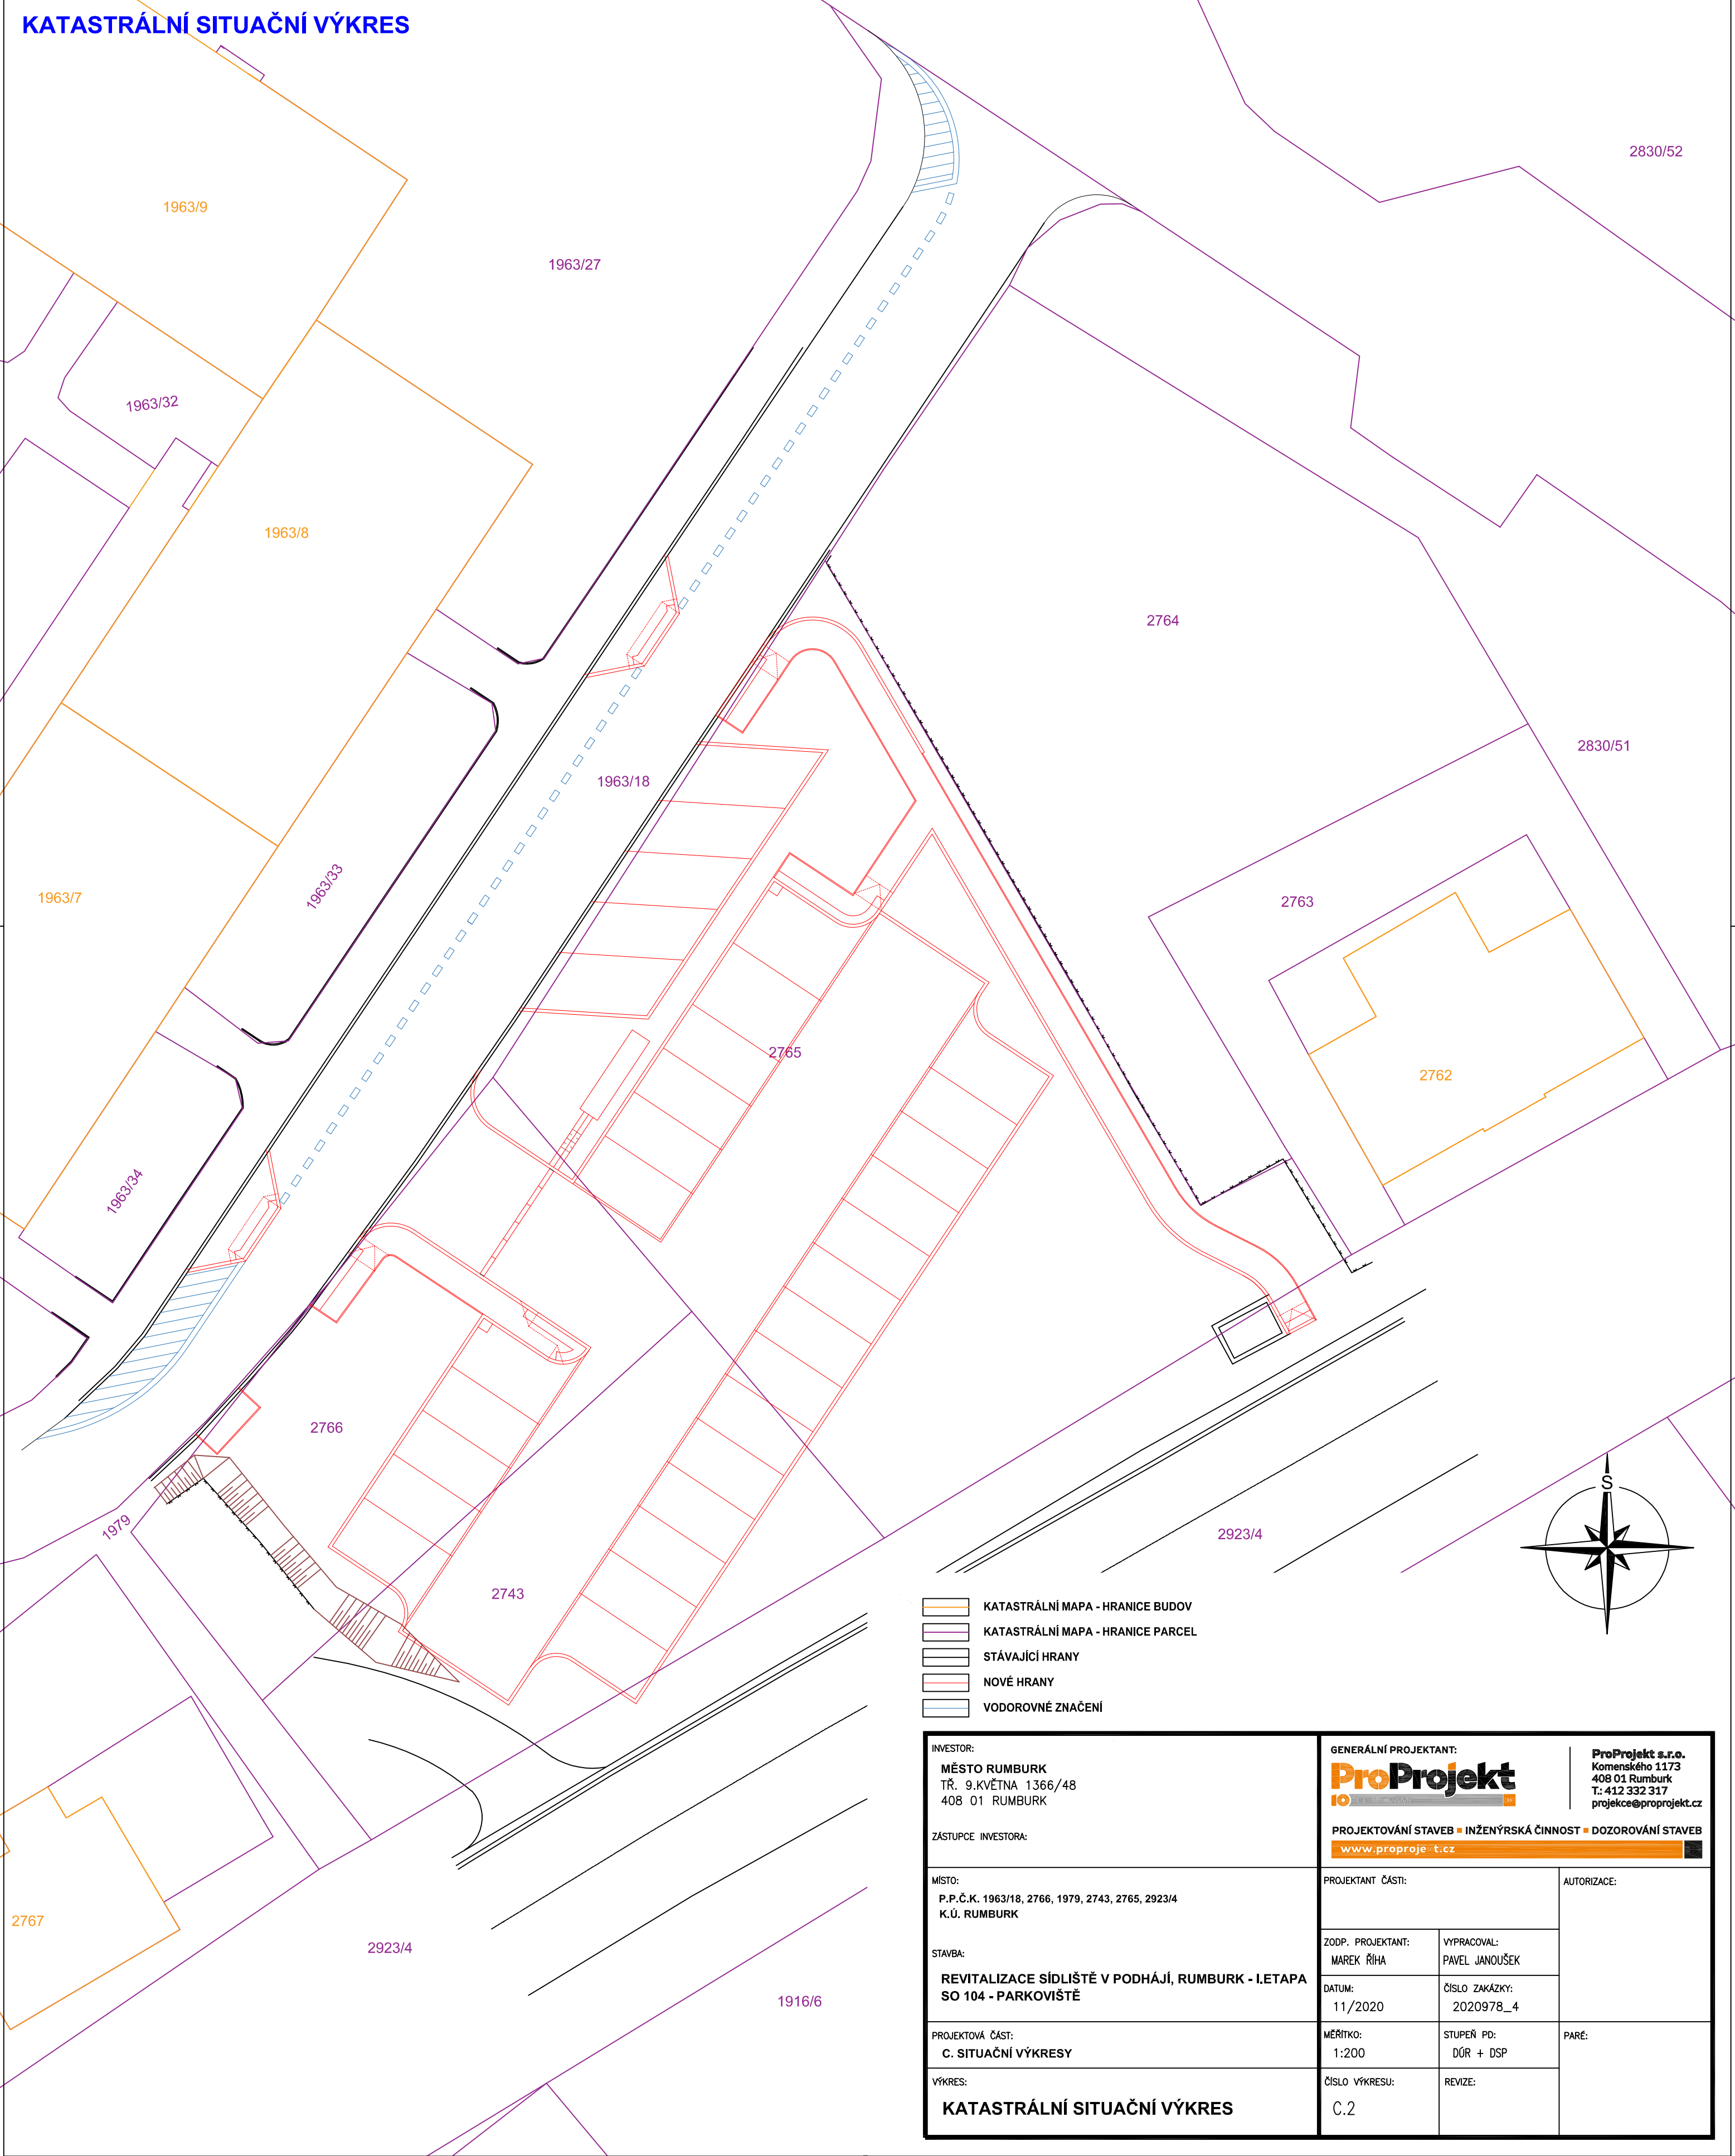 KATASTRÁLNÍ SITUAČNÍ VÝKRES
2830/52
1963/9
1963/27
1963/32
1963/8
2764
2830/51
1963/18
1963/33
1963/7
2763
2765
2762
1963/34
2766
1979
2743
2923/4
S
2767
2923/4
1916/6
KATASTRÁLNÍ MAPA - HRANICE BUDOV
KATASTRÁLNÍ MAPA - HRANICE PARCEL
STÁVAJÍCÍ HRANY
NOVÉ HRANY
VODOROVNÉ ZNAČENÍ
INVESTOR:
MĚSTO RUMBURK
TŘ. 9.KVĚTNA 1366/48
408 01 RUMBURK
ZÁSTUPCE INVESTORA:
GENERÁLNÍ PROJEKTANT:
ProProjekt
ProProjekt s.r.o.
Komenského 1173
408 01 Rumburk
T.: 412 332 317
projekce@proprojekt.cz
PROJEKTOVÁNÍ STAVEB ▪ INŽENÝRSKÁ ČINNOST ▪ DOZOROVÁNÍ STAVEB
www.proproje t.cz
MÍSTO:
P.P.Č.K. 1963/18, 2766, 1979, 2743, 2765, 2923/4
K.Ú. RUMBURK
STAVBA:
REVITALIZACE SÍDLIŠTĚ V PODHÁJÍ, RUMBURK - I.ETAPA
SO 104 - PARKOVIŠTĚ
PROJEKTOVÁ ČÁST:
C. SITUAČNÍ VÝKRESY
VÝKRES:
KATASTRÁLNÍ SITUAČNÍ VÝKRES
PROJEKTANT ČÁSTI:
AUTORIZACE:
ZODP. PROJEKTANT:
MAREK ŘÍHA
VYPRACOVAL:
PAVEL JANOUŠEK
DATUM:
11/2020
ČÍSLO ZAKÁZKY:
2020978_4
MĚŘÍTKO:
1:200
STUPEŇ PD:
DÚR + DSP
PARÉ:
ČÍSLO VÝKRESU:
C.2
REVIZE: